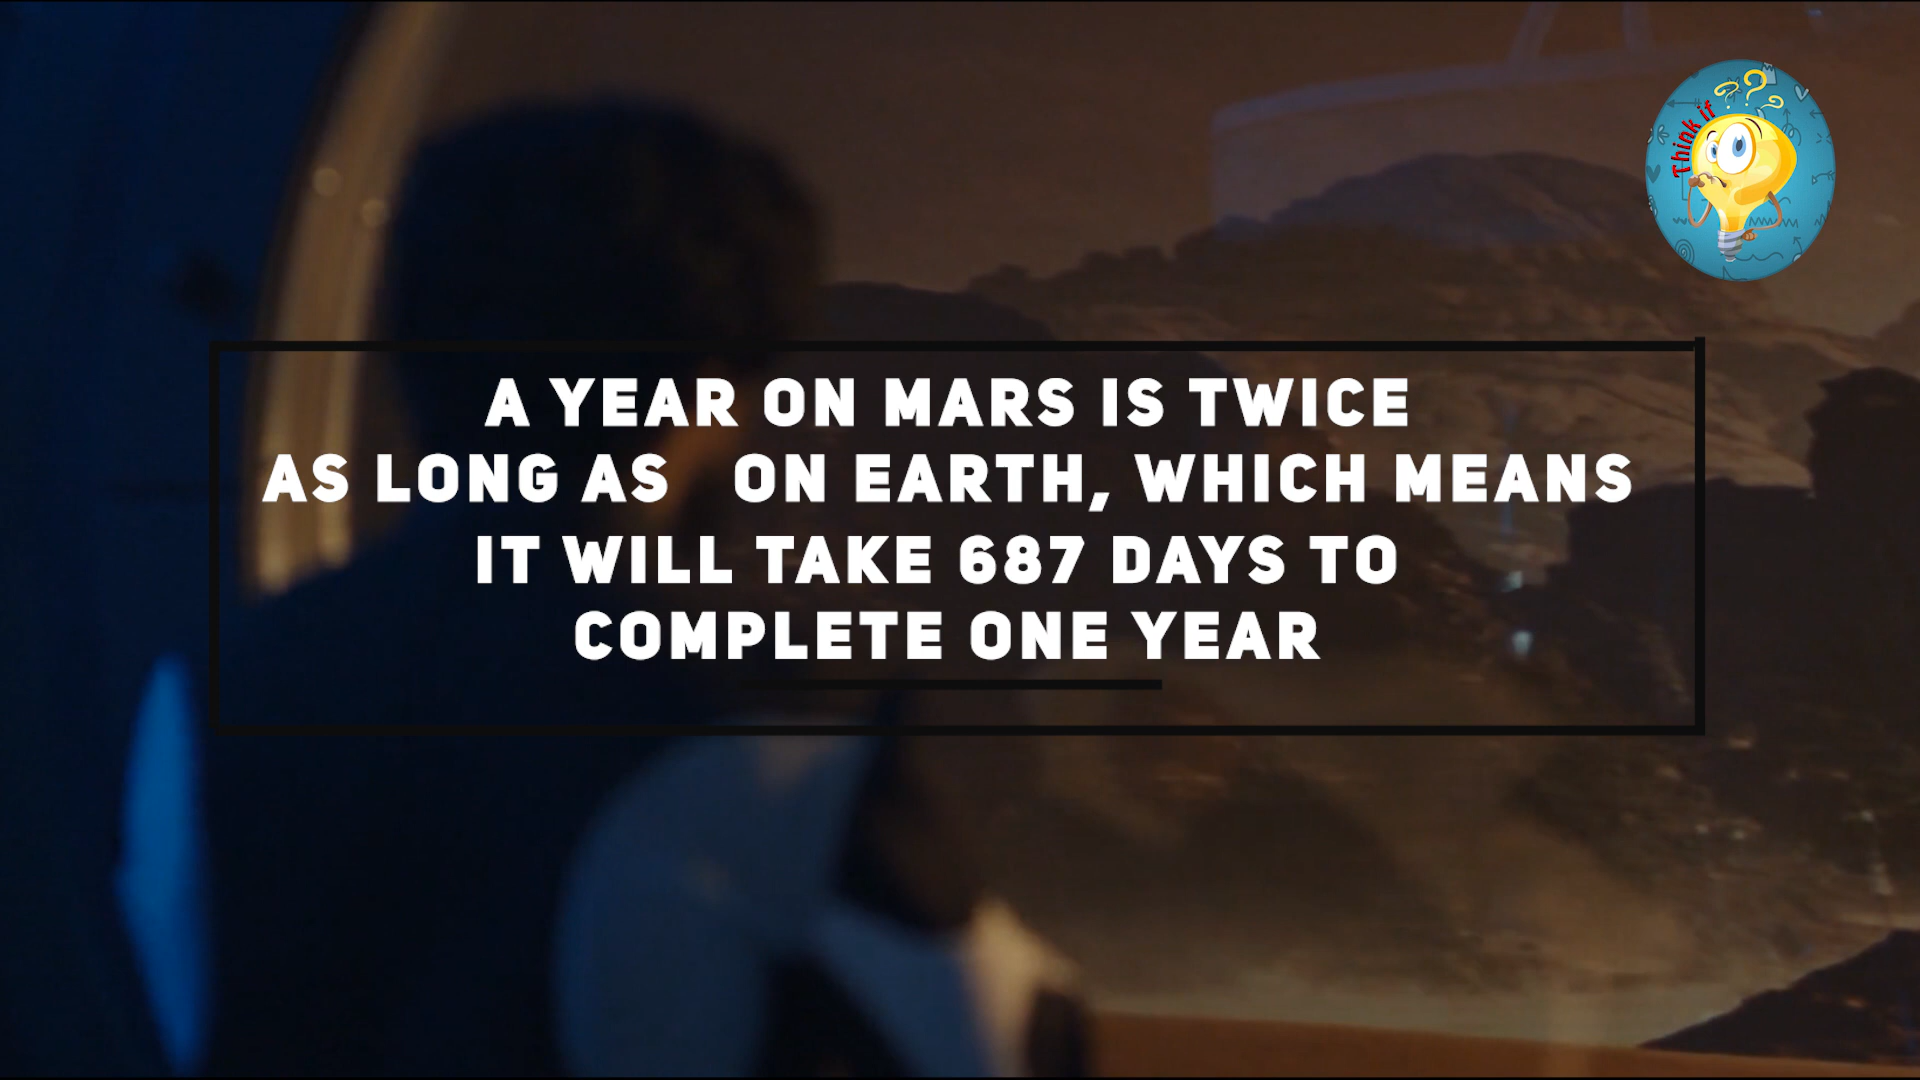 Think if
A YEAR ON MARS IS TWICE
AS LONG AS ON EARTH, WHICH MEANS
IT WILL TAKE 687 DAYS TO
COMPLETE ONE YEAR